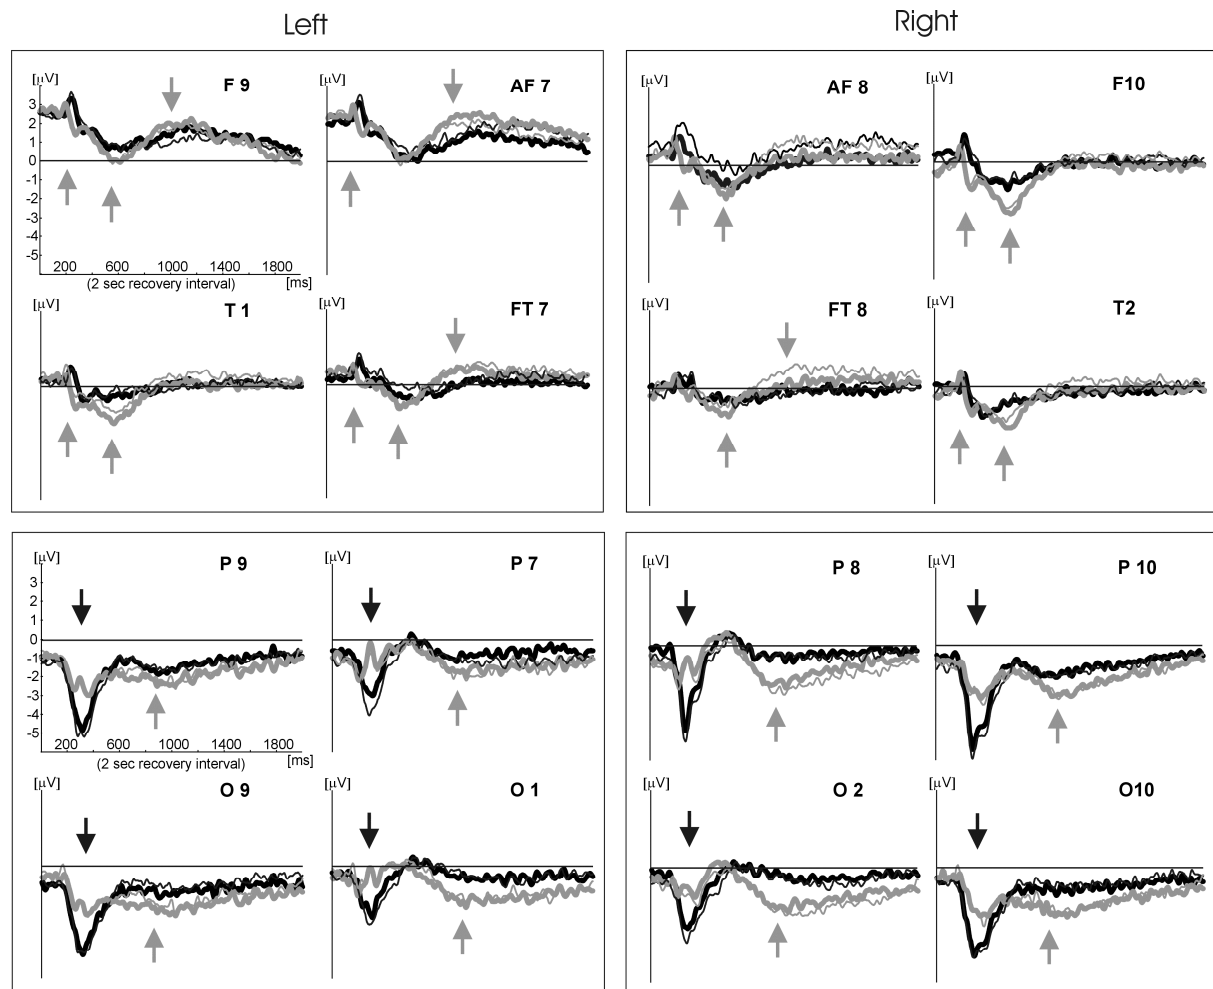 Left
Right
[μV]
F 9
[μV]
AF 7
[μV]
AF 8
[μV]
F10
3
2
1
0
-1
-2
-3
-4
-5
200 600 1000 1400 1800
(2 sec recovery interval) [ms]
[μV]
T 1
[μV]
FT 7
[μV]
FT 8
[μV]
T2
[μV]
P 9
[μV]
P 7
[μV]
P 8
[μV]
P 10
3
2
1
0
-1
-2
-3
-4
-5
200 600 1000 1400 1800
(2 sec recovery interval) [ms]
[μV]
O 9
[μV]
O 1
[μV]
O 2
[μV]
O10